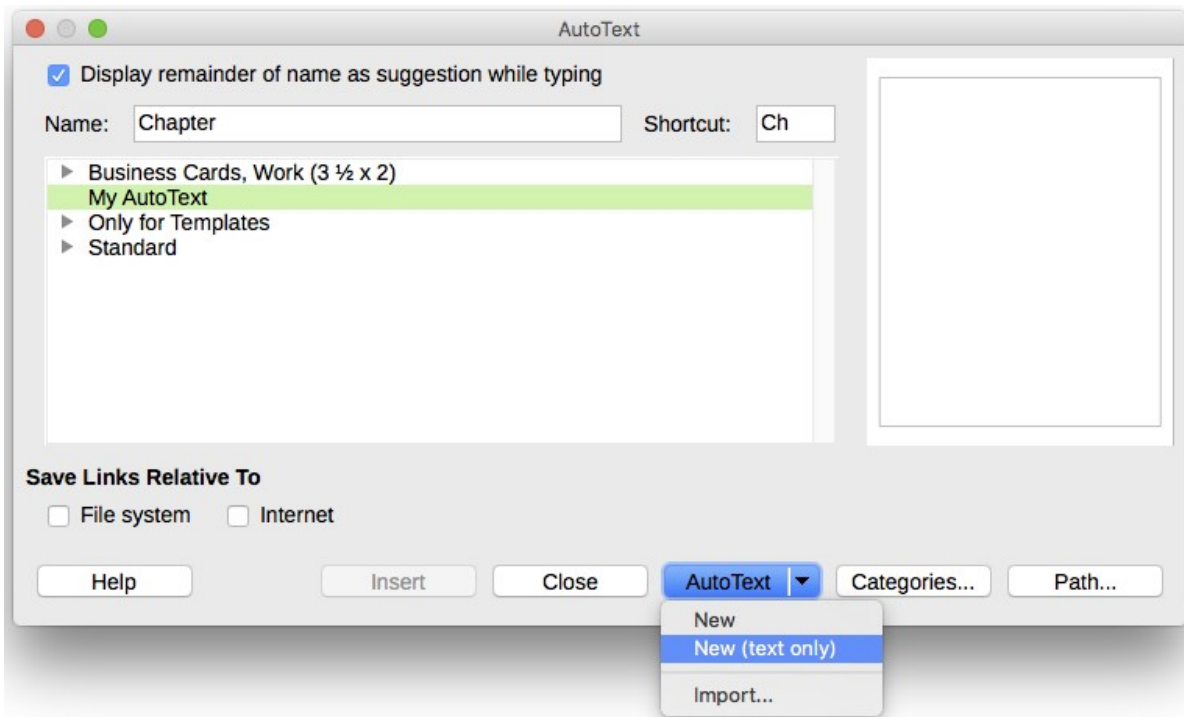 AutoText
Display remainder of name as suggestion while typing
Name: Chapter Shortcut: Ch
Business Cards, Work (3 ½ x 2)
My AutoText
Only for Templates
Standard
Save Links Relative To
File system Internet
Help Insert Close AutoText Categories... Path...
New
New (text only)
Import...